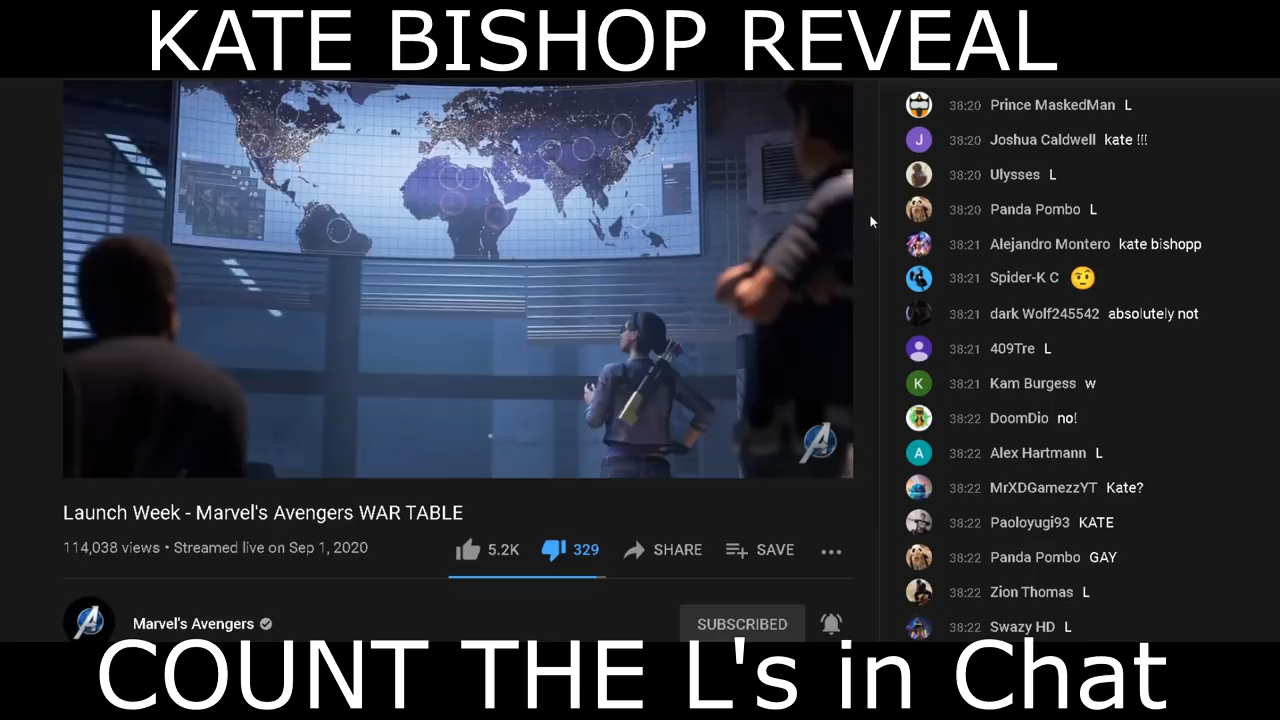 KATE BISHOP REVEAL
38:20 Prince MaskedMan L
J 38:20 Joshua Caldwell kate !!!
38:20 Ulysses L
38:20 Panda Pombo L
38:21 Alejandro Montero kate bishopp
38:21 Spider-K C 🤨
38:21 dark Wolf245542 absolutely not
38:21 409Tre L
K 38:21 Kam Burgess w
38:22 DoomDio no!
A 38:22 Alex Hartmann L
38:22 MrXDGamezzYT Kate?
38:22 Paoloyugi93 KATE
38:22 Panda Pombo GAY
38:22 Zion Thomas L
38:22 Swazy HD L
Launch Week - Marvel's Avengers WAR TABLE
114,038 views • Streamed live on Sep 1, 2020
5.2K 329 SHARE SAVE
Marvel's Avengers
SUBSCRIBED
COUNT THE L's in Chat